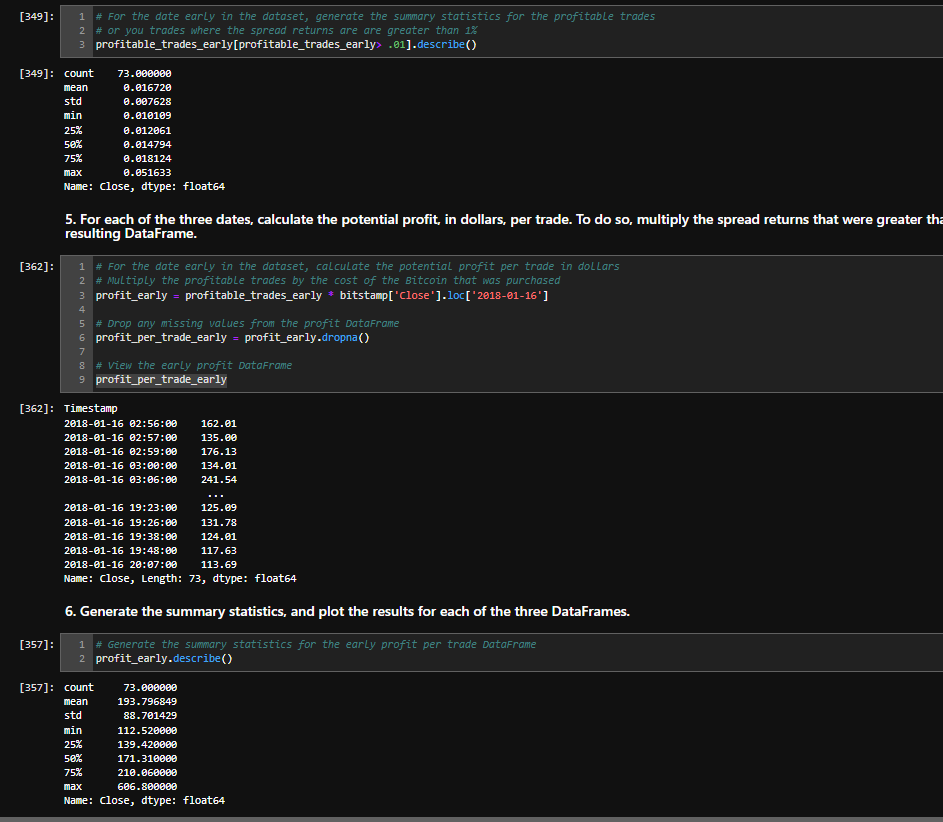 [349]:
1 # For the date early in the dataset, generate the summary statistics for the profitable trades
2 # or you trades where the spread returns are are greater than 1%
3 profitable_trades_early[profitable_trades_early> .01].describe()
[349]:
count 73.000000
mean 0.016720
std 0.007628
min 0.010109
25% 0.012061
50% 0.014794
75% 0.018124
max 0.051633
Name: Close, dtype: float64
5. For each of the three dates, calculate the potential profit, in dollars, per trade. To do so, multiply the spread returns that were greater tha
resulting DataFrame.
[362]:
1 # For the date early in the dataset, calculate the potential profit per trade in dollars
2 # Multiply the profitable trades by the cost of the Bitcoin that was purchased
3 profit_early = profitable_trades_early * bitstamp['Close'].loc['2018-01-16']
4
5 # Drop any missing values from the profit DataFrame
6 profit_per_trade_early = profit_early.dropna()
7
8 # View the early profit DataFrame
9 profit_per_trade_early
[362]:
Timestamp
2018-01-16 02:56:00 162.01
2018-01-16 02:57:00 135.00
2018-01-16 02:59:00 176.13
2018-01-16 03:00:00 134.01
2018-01-16 03:06:00 241.54
...
2018-01-16 19:23:00 125.09
2018-01-16 19:26:00 131.78
2018-01-16 19:38:00 124.01
2018-01-16 19:48:00 117.63
2018-01-16 20:07:00 113.69
Name: Close, Length: 73, dtype: float64
6. Generate the summary statistics, and plot the results for each of the three DataFrames.
[357]:
1 # Generate the summary statistics for the early profit per trade DataFrame
2 profit_early.describe()
[357]:
count 73.000000
mean 193.796849
std 88.701429
min 112.520000
25% 139.420000
50% 171.310000
75% 210.060000
max 606.800000
Name: Close, dtype: float64